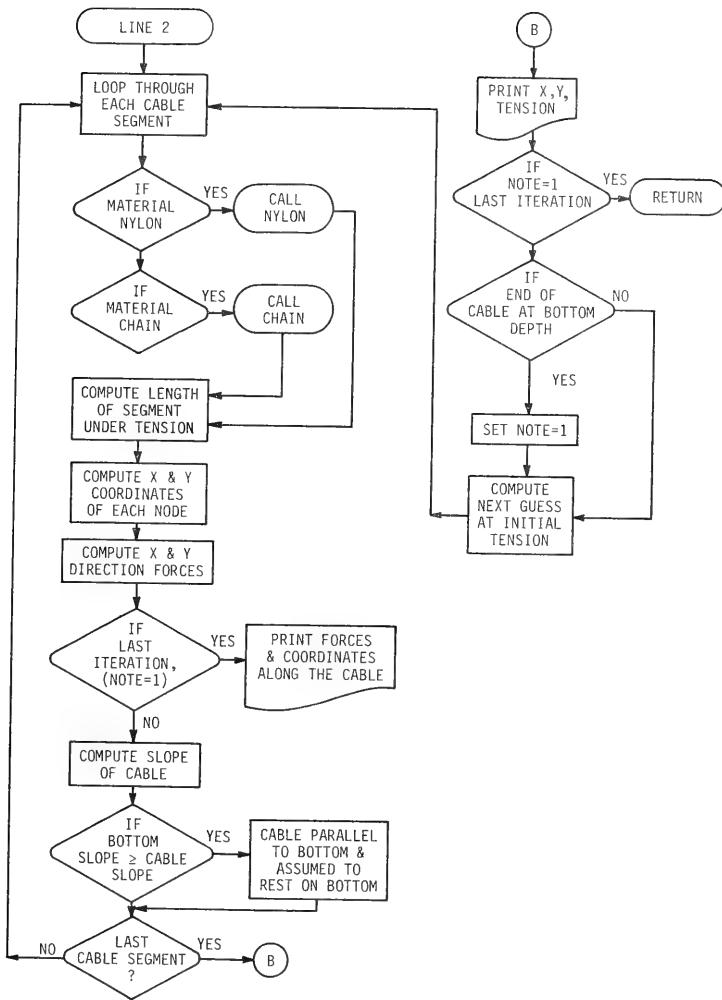 LINE 2
LOOP THROUGH
EACH CABLE
SEGMENT
IF
MATERIAL
NYLON
YES
CALL
NYLON
IF
MATERIAL
CHAIN
YES
CALL
CHAIN
COMPUTE LENGTH
OF SEGMENT
UNDER TENSION
COMPUTE X & Y
COORDINATES
OF EACH NODE
COMPUTE X & Y
DIRECTION FORCES
IF
LAST
ITERATION,
(NOTE=1)
YES
PRINT FORCES
& COORDINATES
ALONG THE CABLE
NO
COMPUTE SLOPE
OF CABLE
IF
BOTTOM
SLOPE ≥ CABLE
SLOPE
YES
CABLE PARALLEL
TO BOTTOM &
ASSUMED TO
REST ON BOTTOM
LAST
CABLE SEGMENT
?
NO
YES
B
B
PRINT X,Y,
TENSION
IF
NOTE=1
LAST ITERATION
YES
RETURN
IF
END OF
CABLE AT BOTTOM
DEPTH
NO
YES
SET NOTE=1
COMPUTE
NEXT GUESS
AT INITIAL
TENSION